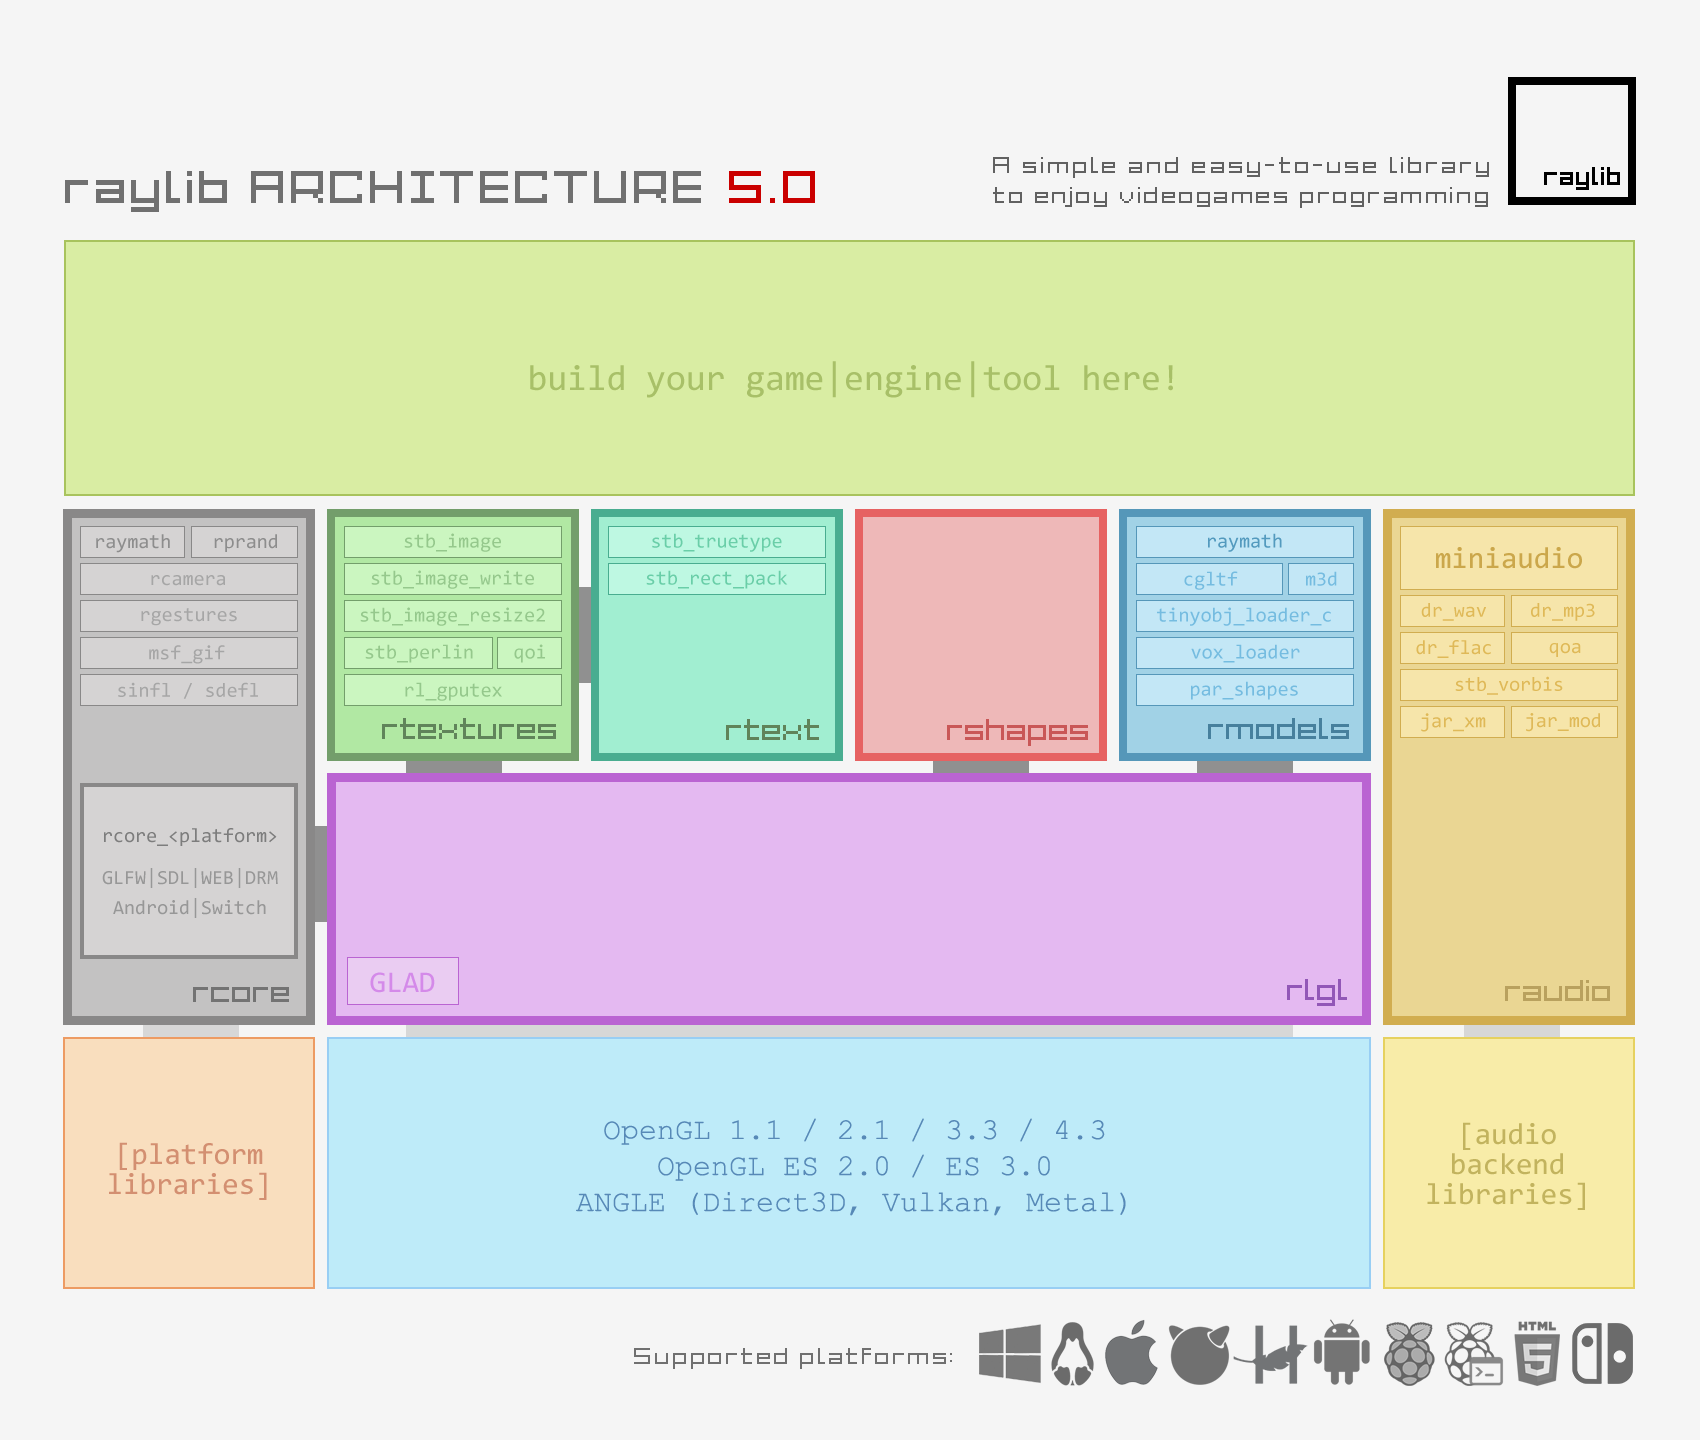 raylib ARCHITECTURE 5.0
A simple and easy-to-use library
to enjoy videogames programming
raylib
build your game|engine|tool here!
raymath
rprand
rcamera
rgestures
msf_gif
sinfl / sdefl
rcore_<platform>
GLFW|SDL|WEB|DRM
Android|Switch
rcore
stb_image
stb_image_write
stb_image_resize2
stb_perlin
qoi
rl_gputex
rtextures
stb_truetype
stb_rect_pack
rtext
rshapes
raymath
cgltf
m3d
tinyobj_loader_c
vox_loader
par_shapes
rmodels
miniaudio
dr_wav
dr_mp3
dr_flac
qoa
stb_vorbis
jar_xm
jar_mod
raudio
GLAD
rlgl
[platform
libraries]
OpenGL 1.1 / 2.1 / 3.3 / 4.3
OpenGL ES 2.0 / ES 3.0
ANGLE (Direct3D, Vulkan, Metal)
[audio
backend
libraries]
Supported platforms:
HTML
5